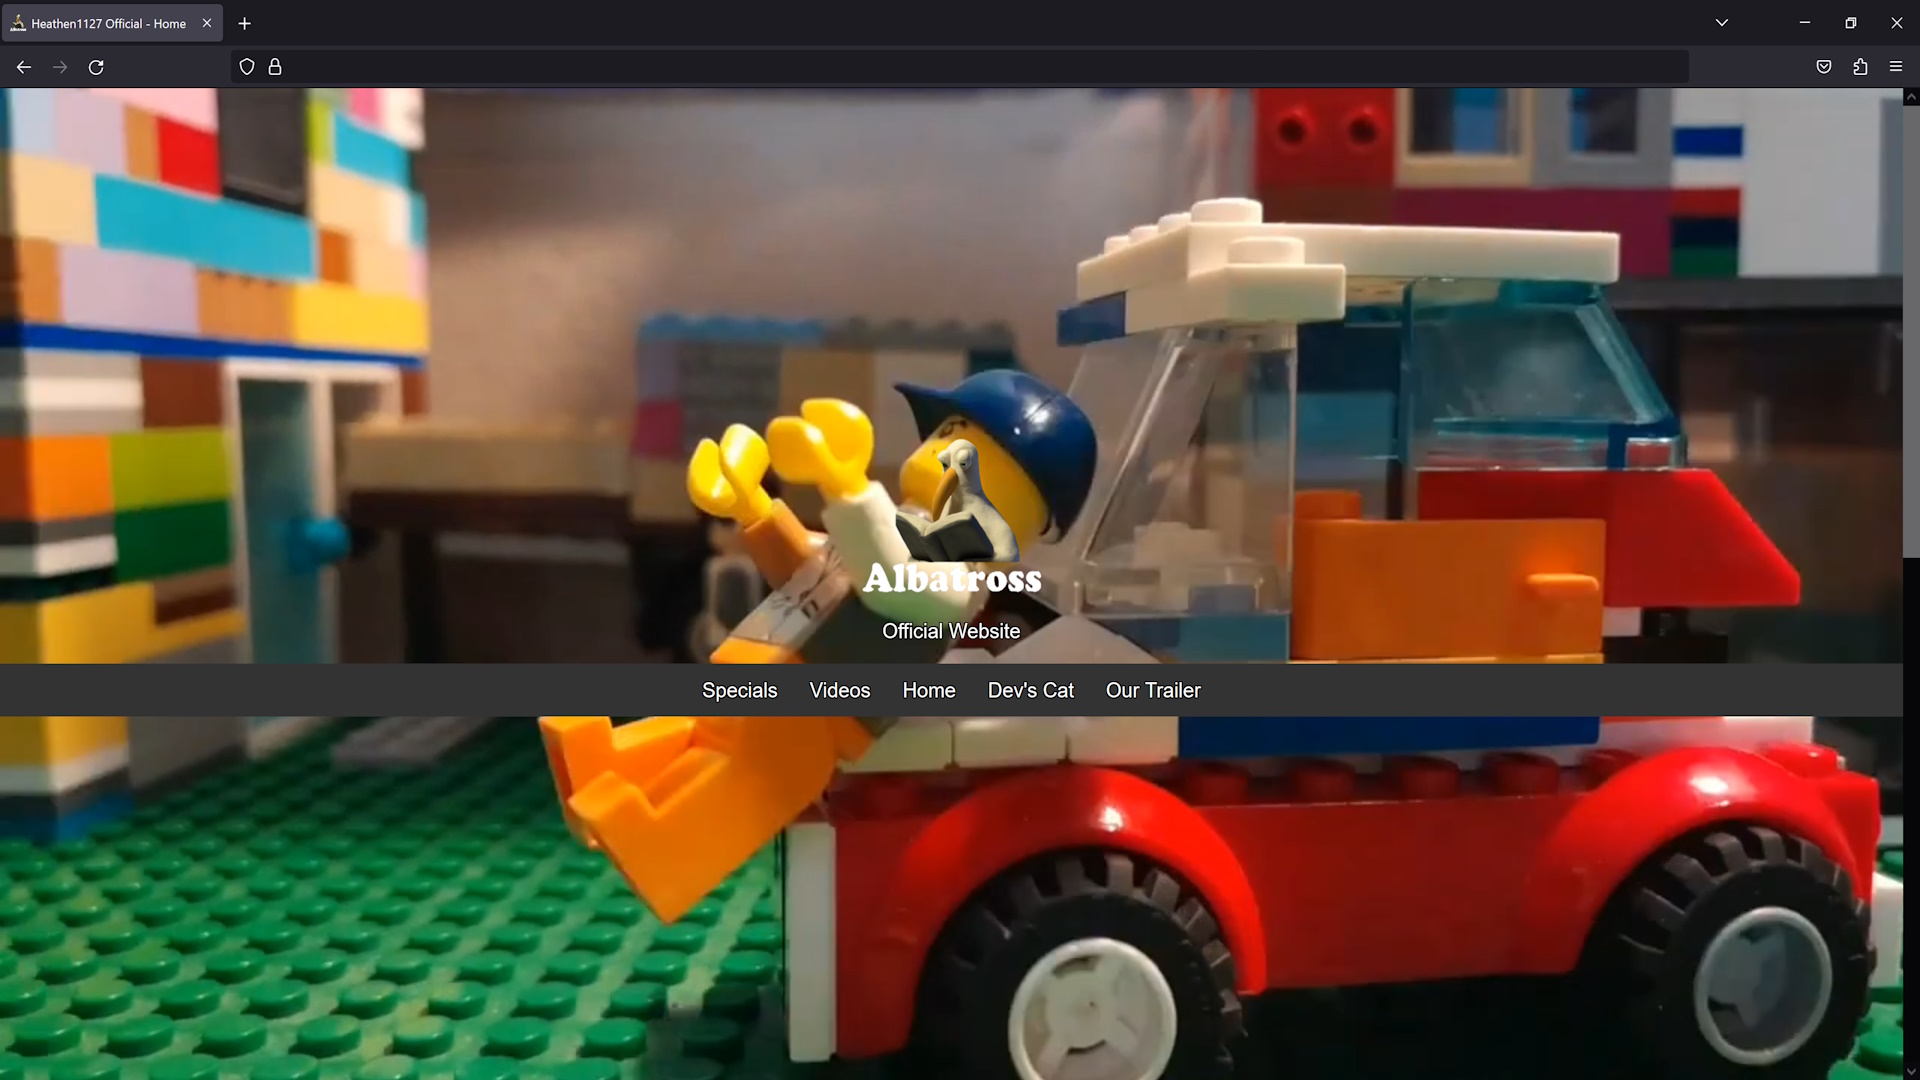 Heathen1127 Official - Home
Albatross
Official Website
Specials Videos Home Dev's Cat Our Trailer